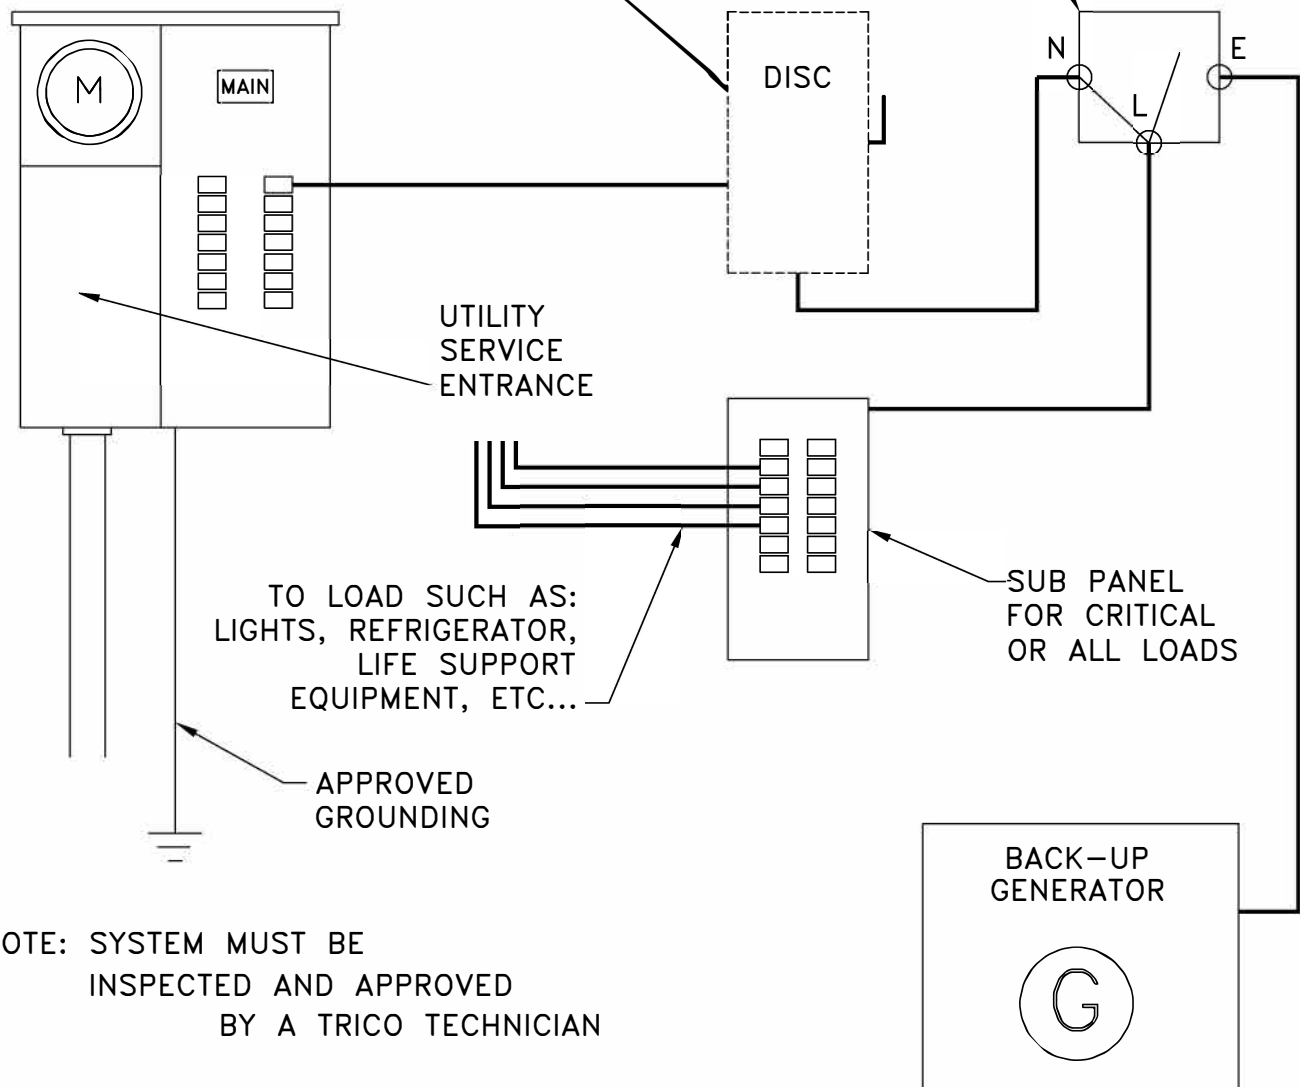 M
MAIN
DISC
N
E
L
UTILITY
SERVICE
ENTRANCE
TO LOAD SUCH AS:
LIGHTS, REFRIGERATOR,
LIFE SUPPORT
EQUIPMENT, ETC...
SUB PANEL
FOR CRITICAL
OR ALL LOADS
APPROVED
GROUNDING
BACK-UP
GENERATOR
G
OTE: SYSTEM MUST BE
INSPECTED AND APPROVED
BY A TRICO TECHNICIAN